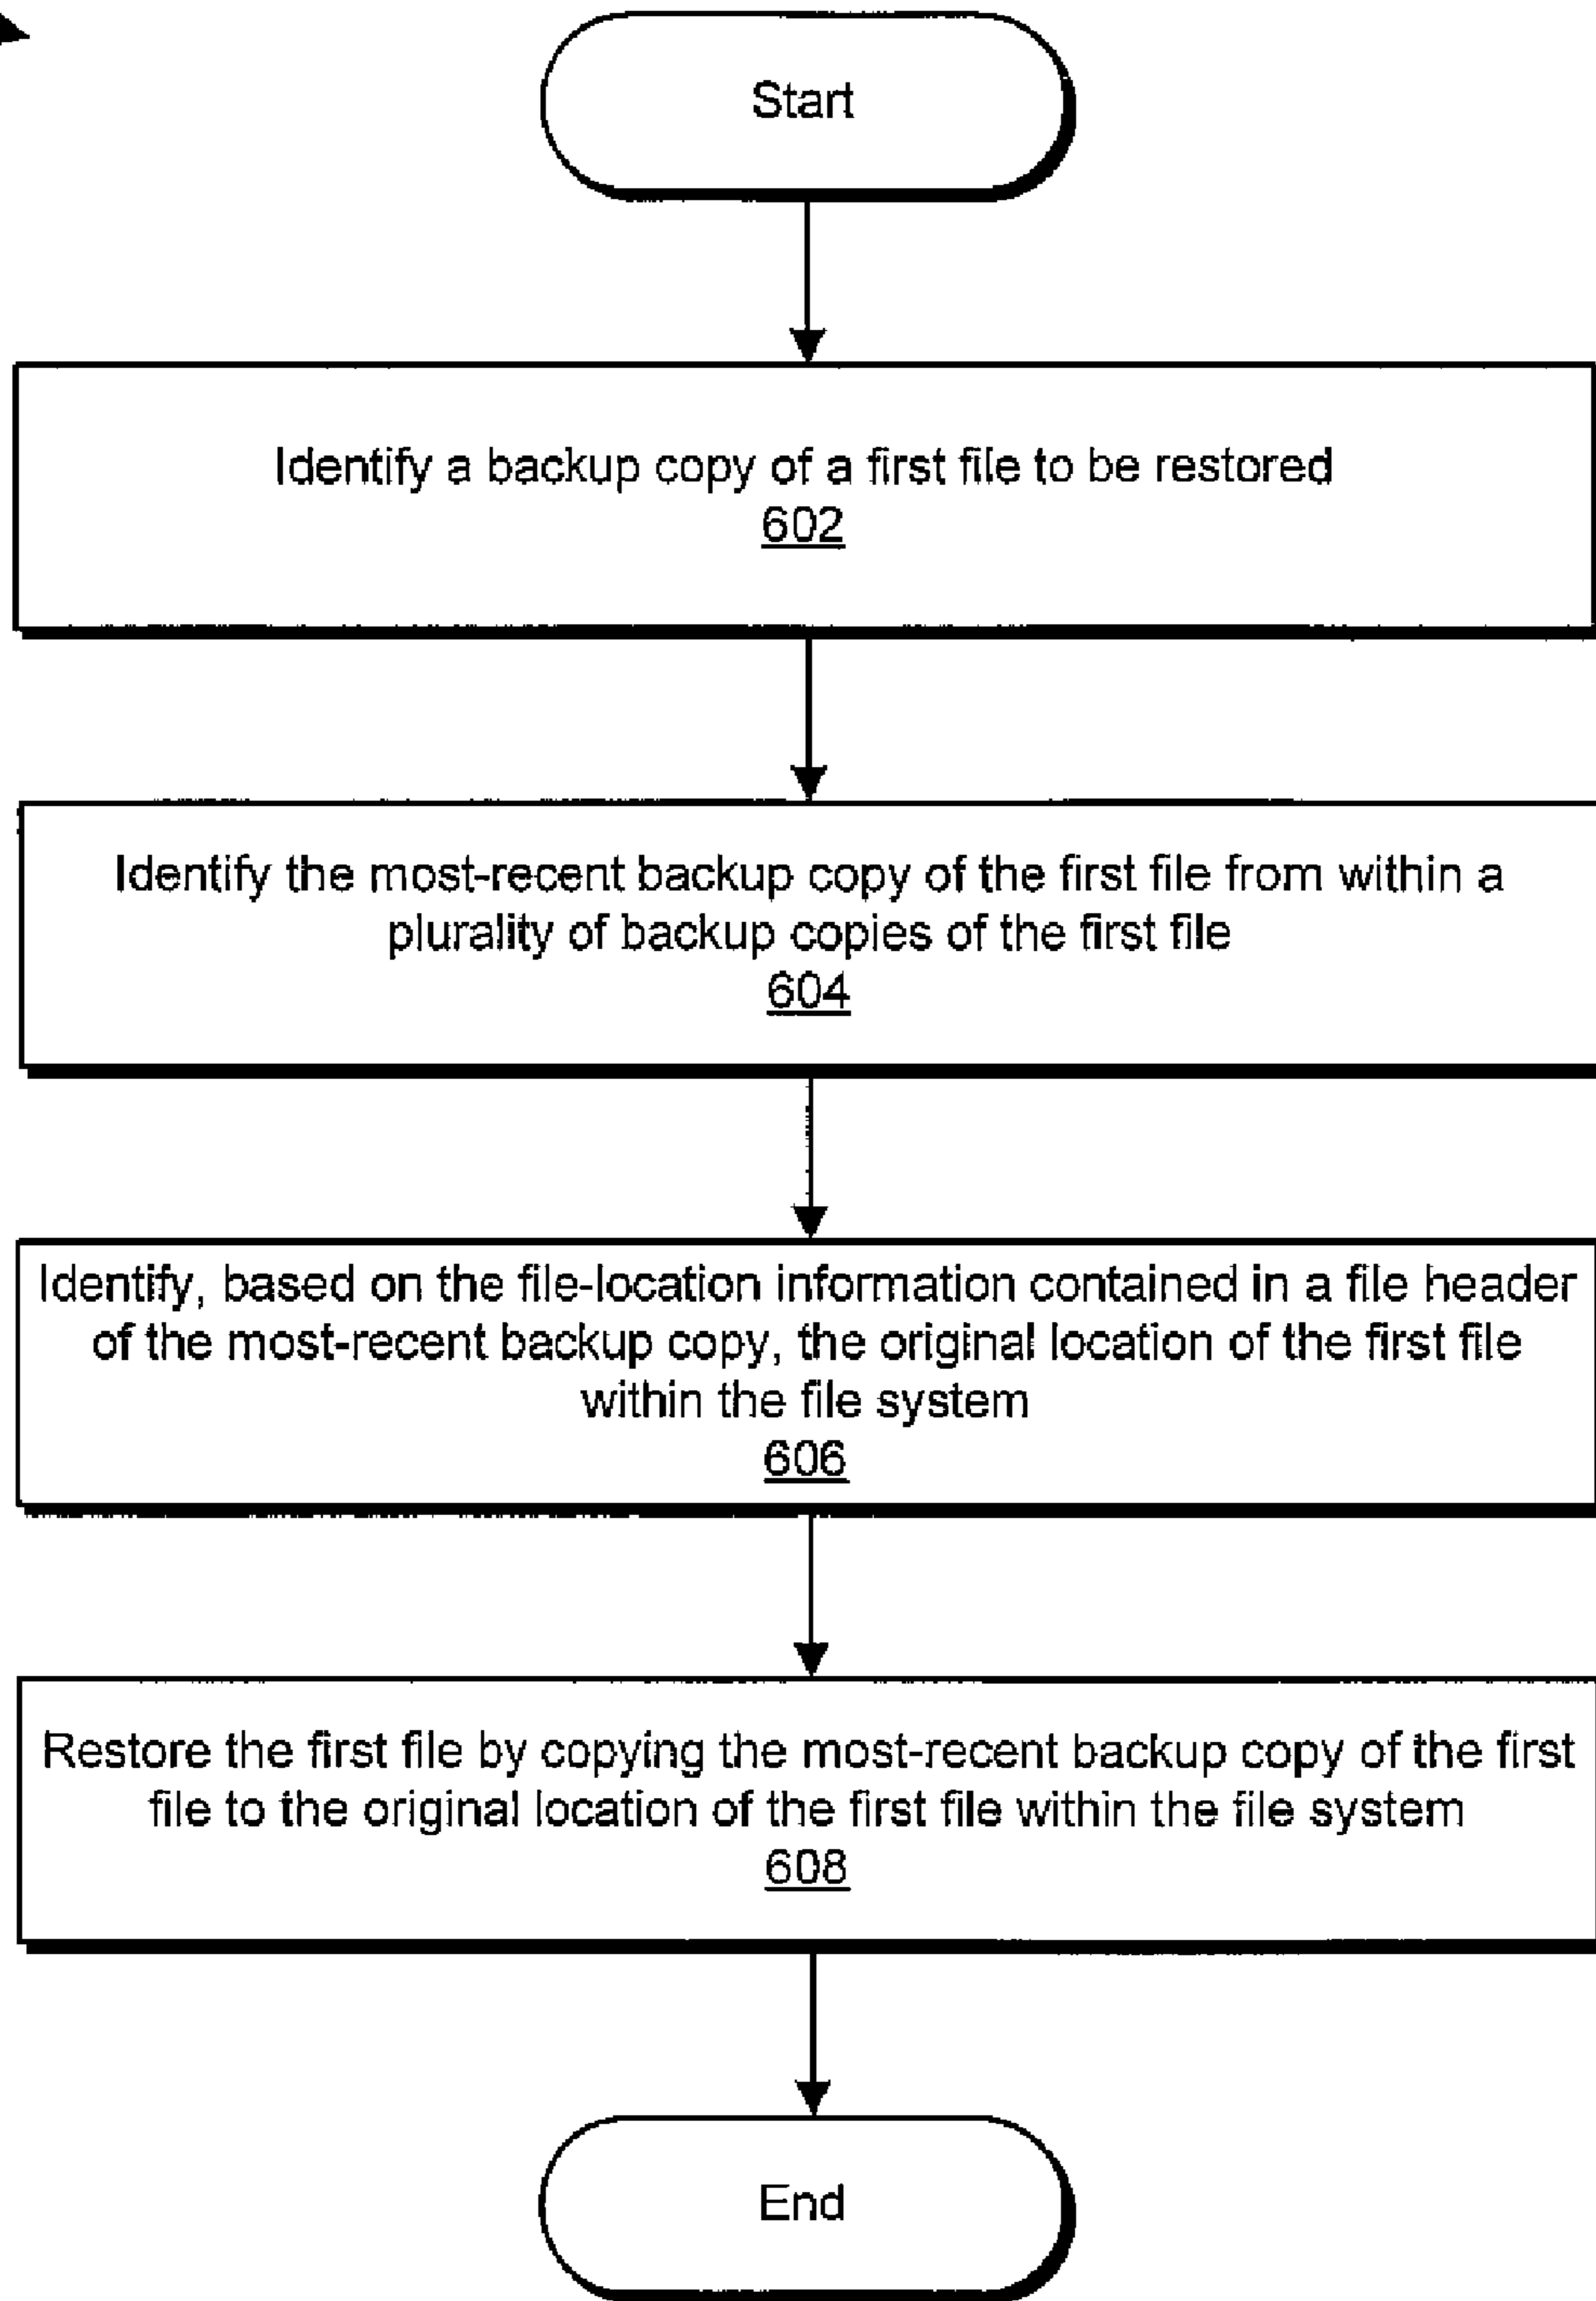 Start
Identify a backup copy of a first file to be restored
602
Identify the most-recent backup copy of the first file from within a
plurality of backup copies of the first file
604
Identify, based on the file-location information contained in a file header
of the most-recent backup copy, the original location of the first file
within the file system
606
Restore the first file by copying the most-recent backup copy of the first
file to the original location of the first file within the file system
608
End